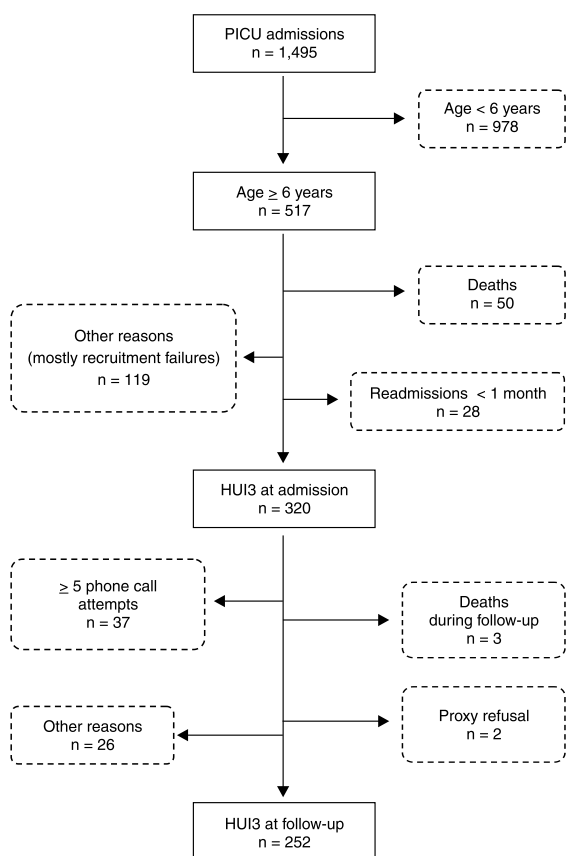 PICU admissions
n = 1,495
Age < 6 years
n = 978
Age ≥ 6 years
n = 517
Deaths
n = 50
Other reasons
(mostly recruitment failures)
n = 119
Readmissions < 1 month
n = 28
HUI3 at admission
n = 320
≥ 5 phone call
attempts
n = 37
Deaths
during follow-up
n = 3
Proxy refusal
n = 2
Other reasons
n = 26
HUI3 at follow-up
n = 252